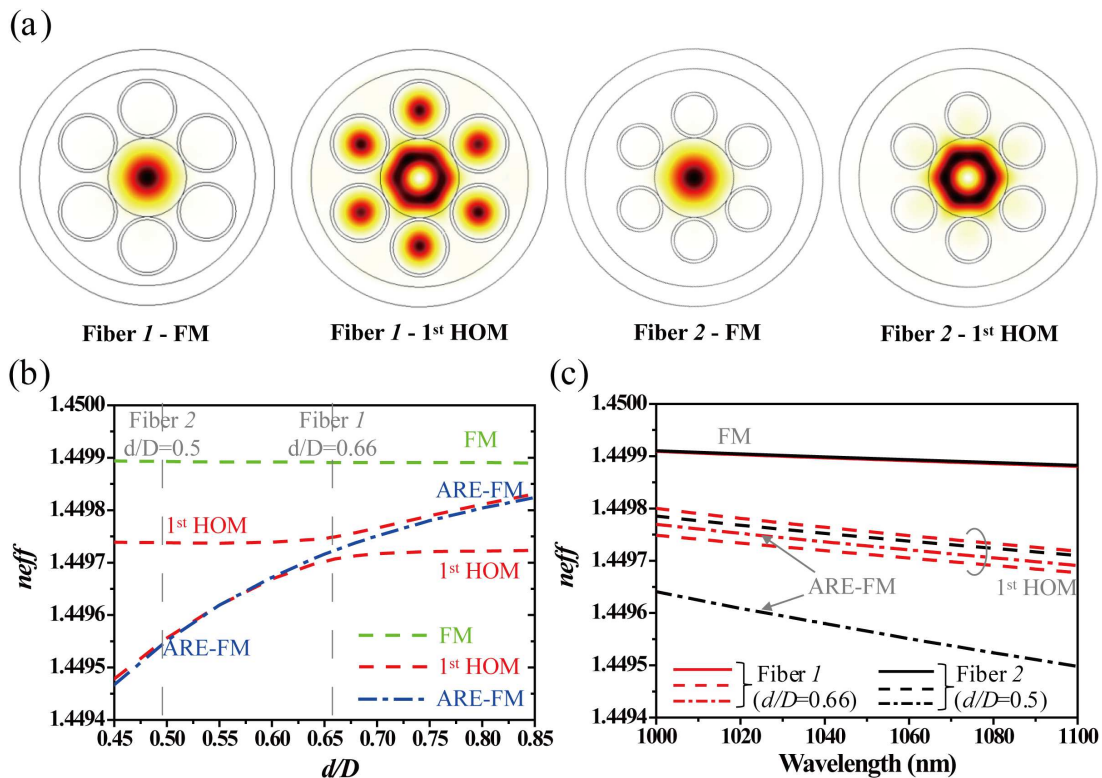 (a)
Fiber 1 - FM
Fiber 1 - 1st HOM
Fiber 2 - FM
Fiber 2 - 1st HOM
(b)
1.4500
1.4499
1.4498
1.4497
1.4496
1.4495
1.4494
neff
Fiber 2
d/D=0.5
Fiber 1
d/D=0.66
FM
ARE-FM
1st HOM
1st HOM
ARE-FM
FM
1st HOM
ARE-FM
0.45 0.50 0.55 0.60 0.65 0.70 0.75 0.80 0.85
d/D
(c)
1.4500
1.4499
1.4498
1.4497
1.4496
1.4495
1.4494
neff
FM
ARE-FM
1st HOM
Fiber 1
(d/D=0.66)
Fiber 2
(d/D=0.5)
1000 1020 1040 1060 1080 1100
Wavelength (nm)